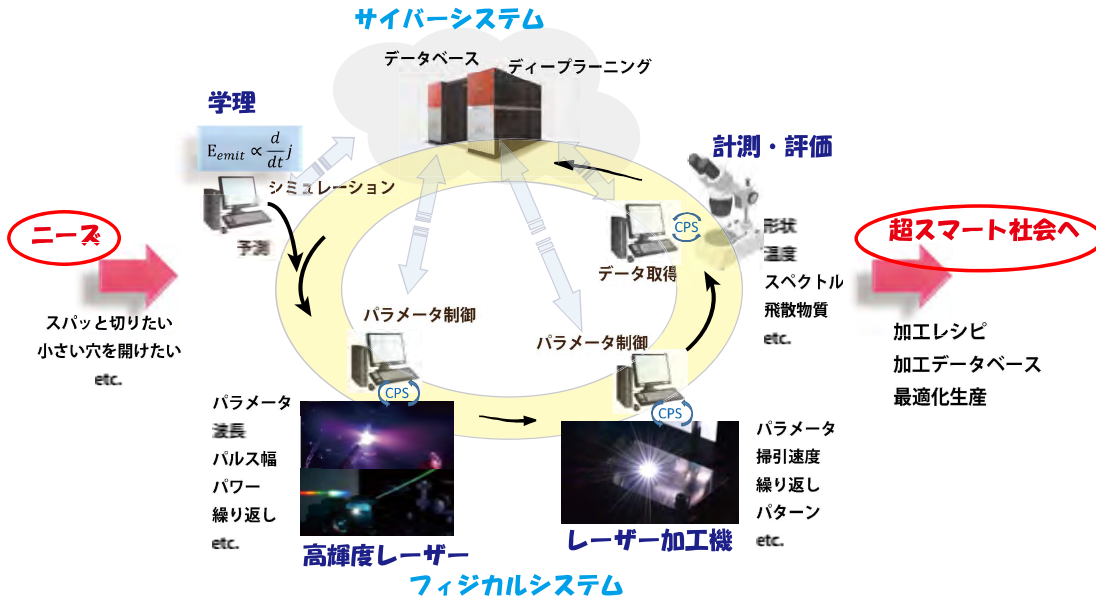 サイバーシステム
データベース
ディープラーニング
学理
E_{emit} ∝ \frac{d}{dt} j
シミュレーション
予測
ニーズ
スパッと切りたい
小さい穴を開けたい
etc.
計測・評価
CPS
データ取得
形状
温度
スペクトル
飛散物質
etc.
超スマート社会へ
加工レシピ
加工データベース
最適化生産
パラメータ制御
CPS
パラメータ制御
CPS
パラメータ
波長
パルス幅
パワー
繰り返し
etc.
高輝度レーザー
レーザー加工機
パラメータ
掃引速度
繰り返し
パターン
etc.
フィジカルシステム